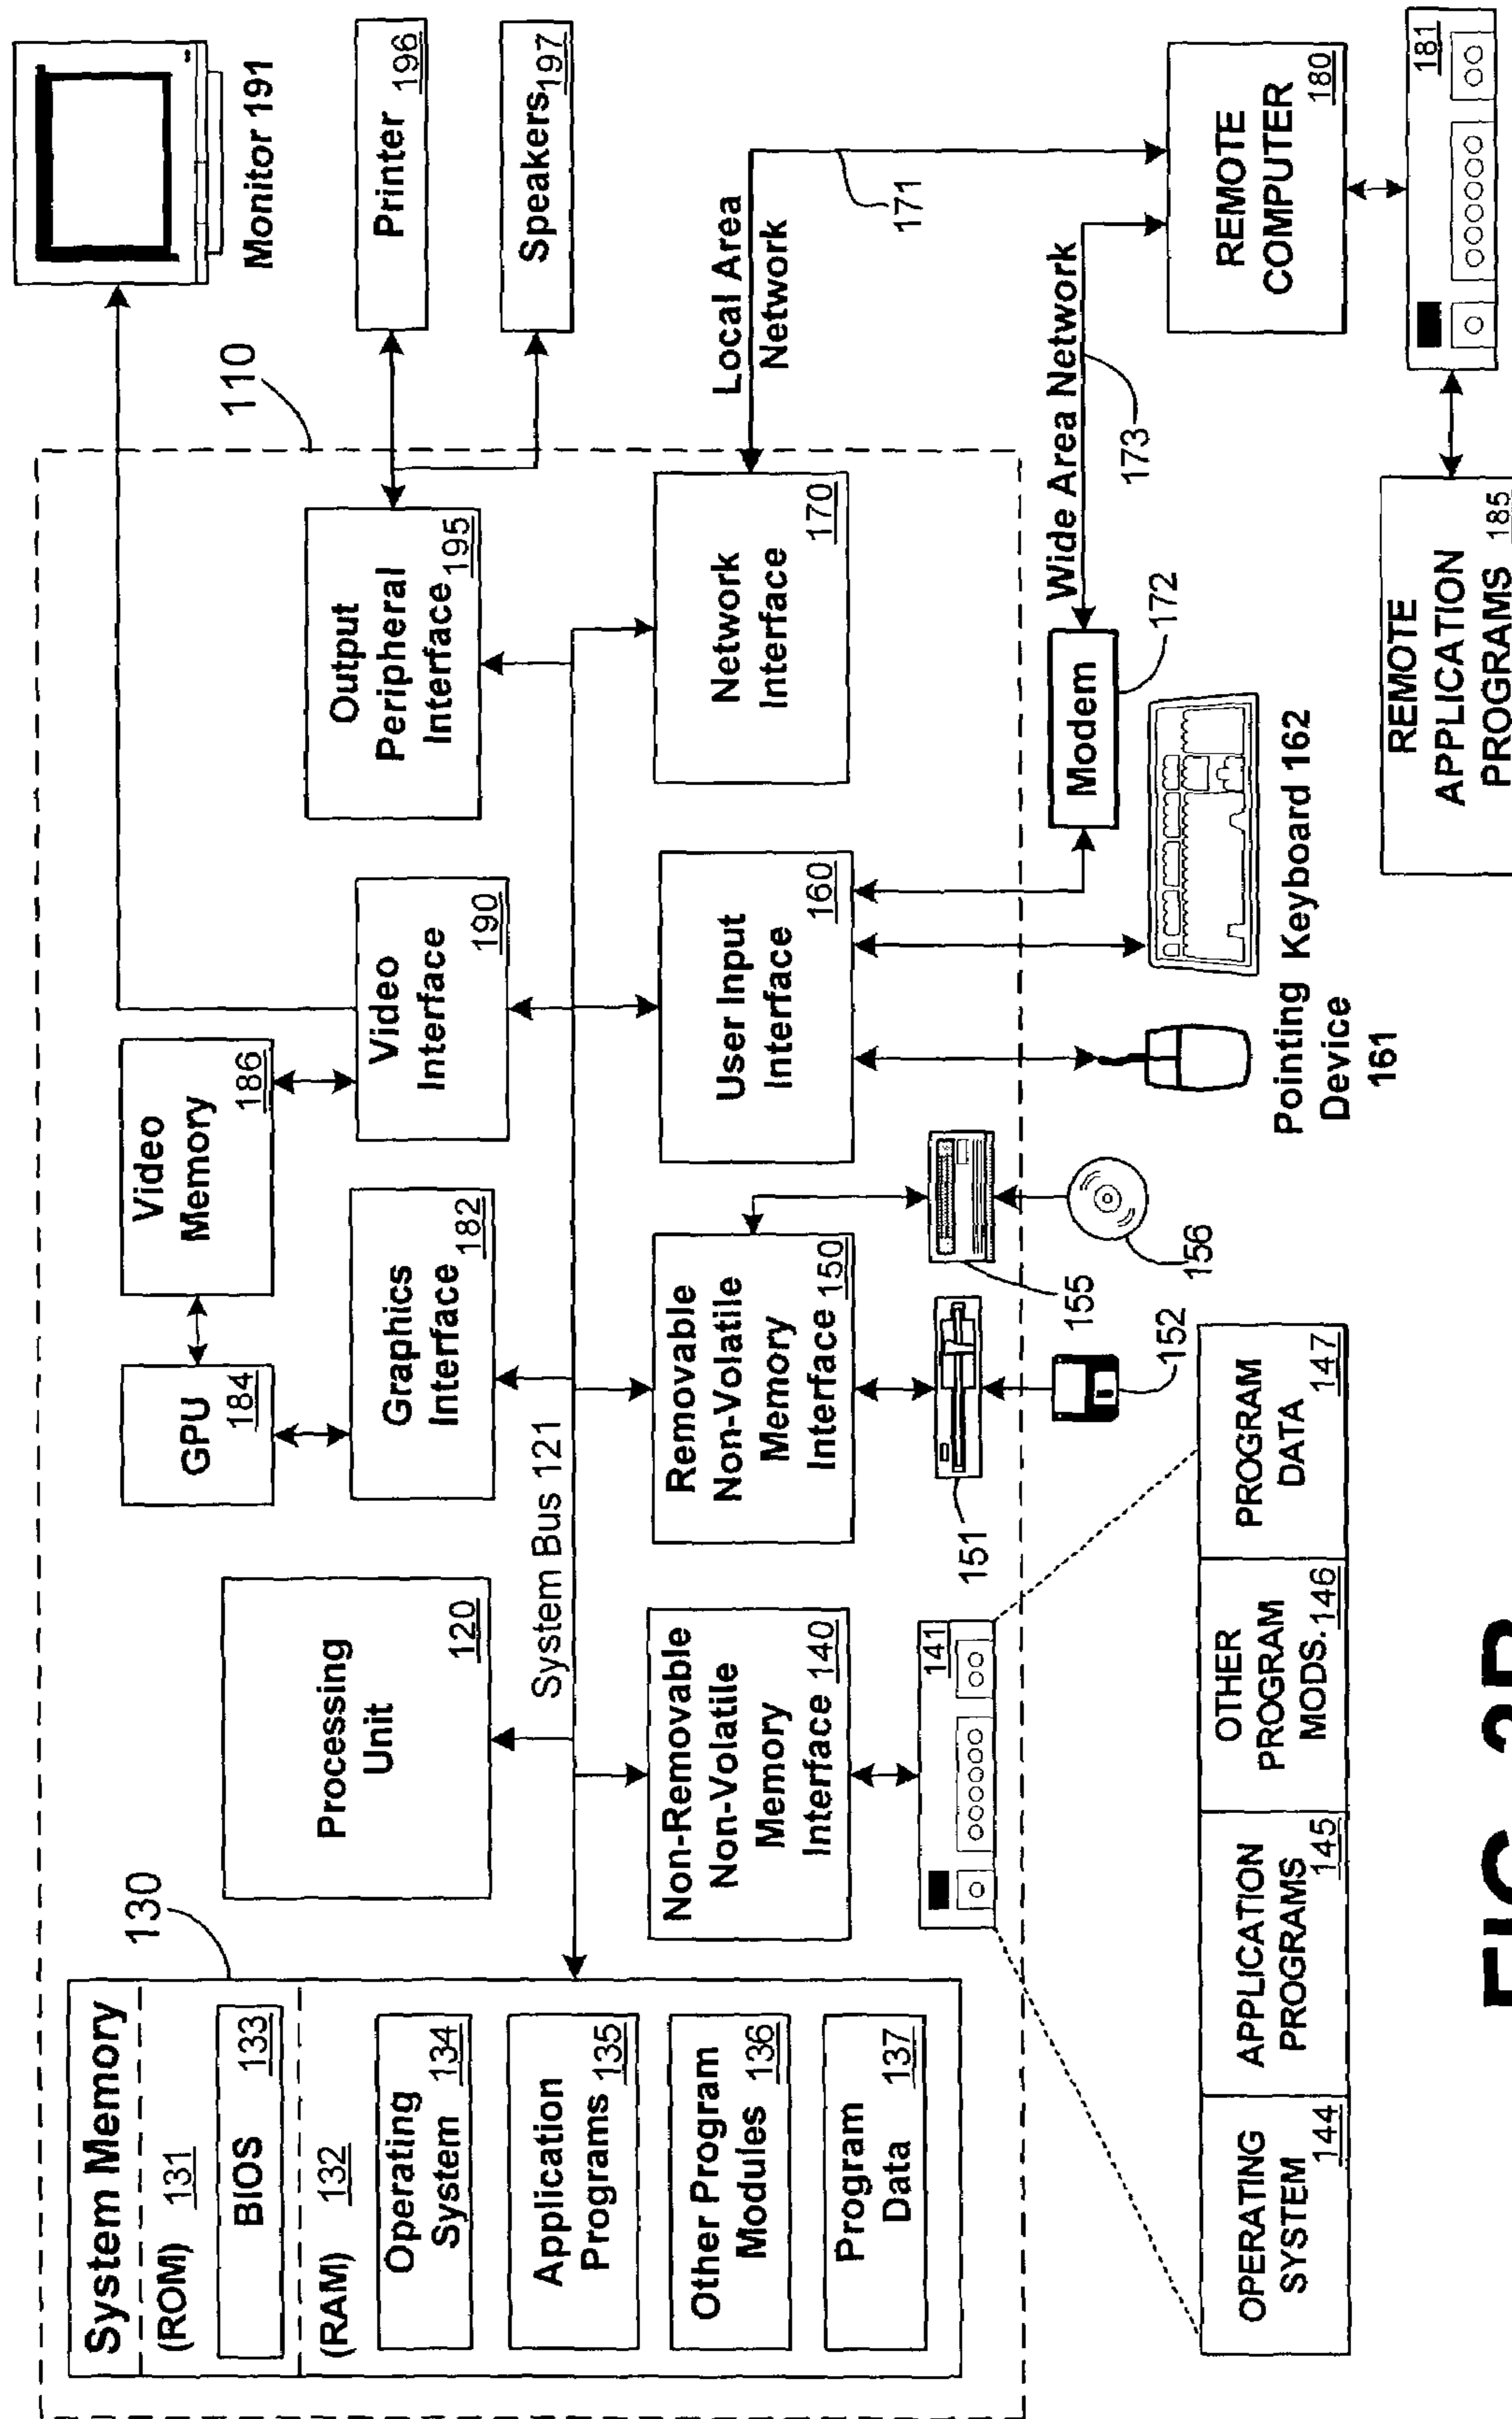 System Memory
130
(ROM) 131
BIOS 133
(RAM) 132
Operating
System 134
Application
Programs 135
Other Program
Modules 136
Program
Data 137
Processing
Unit
120
System Bus 121
GPU
184
Video
Memory
186
Graphics
Interface
182
Video
Interface
190
Output
Peripheral
Interface 195
110
Monitor 191
Printer
196
Speakers 197
Non-Removable
Non-Volatile
Memory
Interface 140
Removable
Non-Volatile
Memory
Interface 150
User Input
Interface
160
Network
Interface
170
Local Area
Network
171
141
151
155
152
156
Modem
172
Wide Area Network
173
Pointing
Device
161
Keyboard 162
REMOTE
COMPUTER
180
181
REMOTE
APPLICATION
PROGRAMS 185
OPERATING
SYSTEM
144
APPLICATION
PROGRAMS
145
OTHER
PROGRAM
MODS. 146
PROGRAM
DATA
147